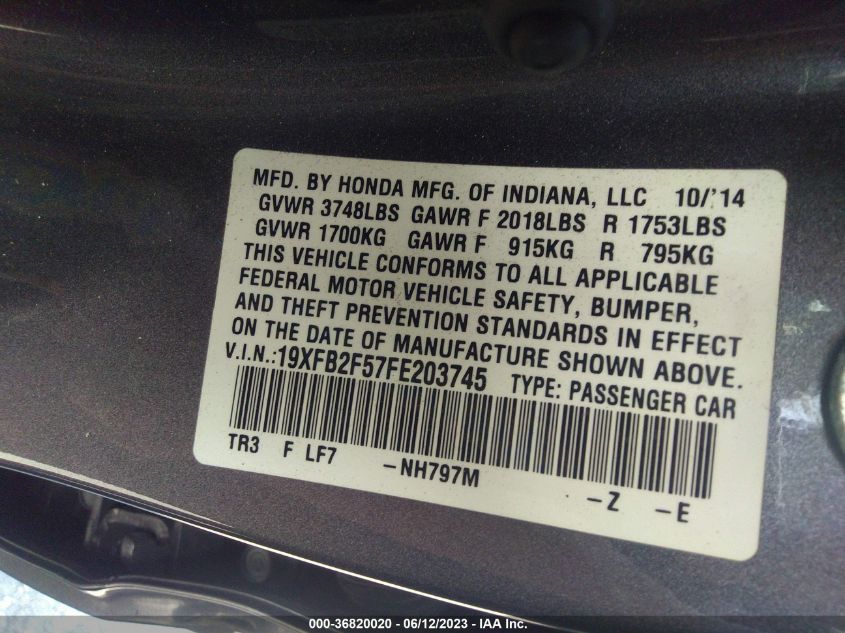 MFD. BY HONDA MFG. OF INDIANA, LLC 10/'14
GVWR 3748LBS GAWR F 2018LBS R 1753LBS
GVWR 1700KG GAWR F 915KG R 795KG
THIS VEHICLE CONFORMS TO ALL APPLICABLE
FEDERAL MOTOR VEHICLE SAFETY, BUMPER,
AND THEFT PREVENTION STANDARDS IN EFFECT
ON THE DATE OF MANUFACTURE SHOWN ABOVE.
V.I.N.:19XFB2F57FE203745 TYPE: PASSENGER CAR
TR3 F LF7 -NH797M -Z -E
000-36820020 - 06/12/2023 - IAA Inc.